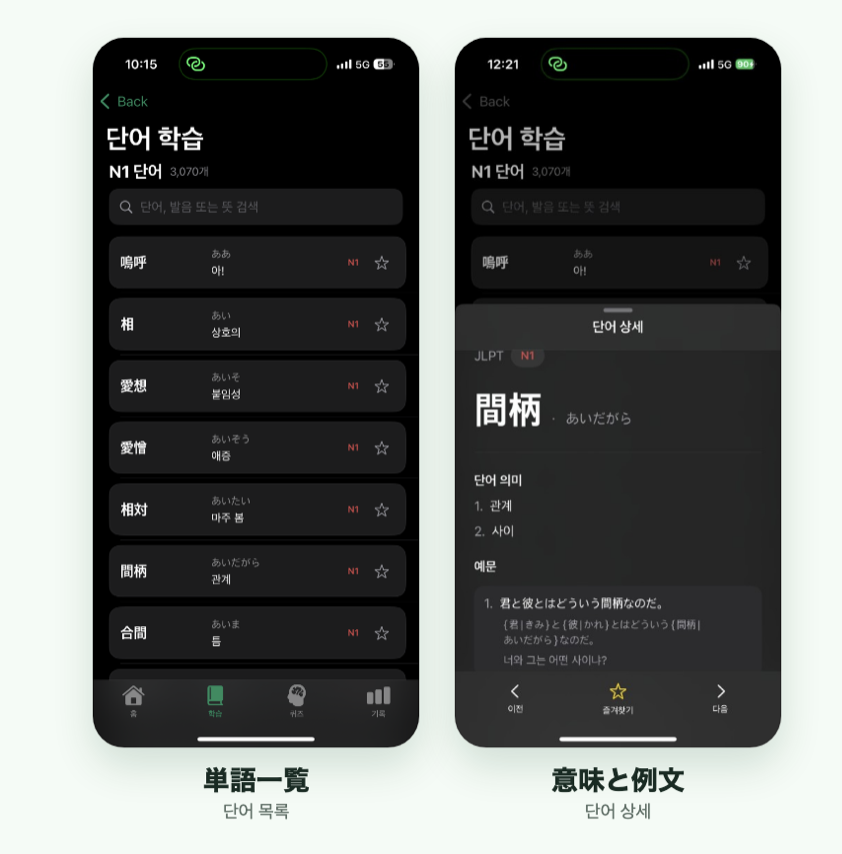 10:15
5G 55
Back
단어 학습
N1 단어 3,070개
단어, 발음 또는 뜻 검색
嗚呼
ああ
아!
N1
相
あい
상호의
N1
愛想
あいそ
붙임성
N1
愛憎
あいぞう
애증
N1
相対
あいたい
마주 봄
N1
間柄
あいだがら
관계
N1
合間
あいま
틈
N1
홈
학습
퀴즈
기록
単語一覧
단어 목록
12:21
5G 90+
Back
단어 학습
N1 단어 3,070개
단어, 발음 또는 뜻 검색
嗚呼
ああ
아!
N1
단어 상세
JLPT N1
間柄 · あいだがら
단어 의미
1. 관계
2. 사이
예문
1. 君と彼とはどういう間柄なのだ。
{君|きみ}と{彼|かれ}とはどういう{間柄|
あいだがら}なのだ。
너와 그는 어떤 사이냐?
이전
즐겨찾기
다음
意味と例文
단어 상세